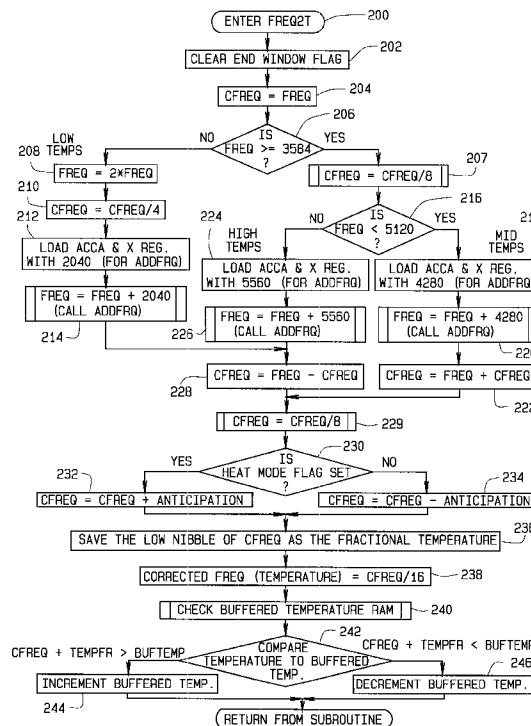 ENTER FREQ2T
200
CLEAR END WINDOW FLAG
202
CFREQ = FREQ
204
206
IS
FREQ >= 3584
?
NO
YES
LOW
TEMPS
208
FREQ = 2*FREQ
CFREQ = CFREQ/8
207
210
CFREQ = CFREQ/4
216
IS
FREQ < 5120
?
NO
YES
212
LOAD ACCA & X REG.
WITH 2040 (FOR ADDFRQ)
224
HIGH
TEMPS
LOAD ACCA & X REG.
WITH 5560 (FOR ADDFRQ)
MID
TEMPS
LOAD ACCA & X REG.
WITH 4280 (FOR ADDFRQ)
FREQ = FREQ + 2040
(CALL ADDFRQ)
214
FREQ = FREQ + 5560
(CALL ADDFRQ)
226
FREQ = FREQ + 4280
(CALL ADDFRQ)
CFREQ = FREQ - CFREQ
228
CFREQ = FREQ + CFREQ
CFREQ = CFREQ/8
229
230
IS
HEAT MODE FLAG SET
?
YES
NO
232
CFREQ = CFREQ + ANTICIPATION
234
CFREQ = CFREQ - ANTICIPATION
SAVE THE LOW NIBBLE OF CFREQ AS THE FRACTIONAL TEMPERATURE
CORRECTED FREQ (TEMPERATURE) = CFREQ/16
238
CHECK BUFFERED TEMPERATURE RAM
240
242
COMPARE
TEMPERATURE TO BUFFERED
TEMP.
CFREQ + TEMPFR > BUFTEMP
CFREQ + TEMPFR < BUFTEMP
INCREMENT BUFFERED TEMP.
244
246
DECREMENT BUFFERED TEMP.
RETURN FROM SUBROUTINE